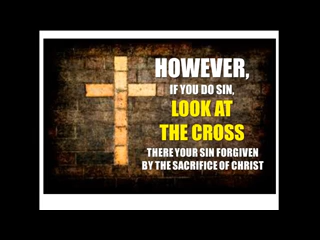 HOWEVER,
IF YOU DO SIN,
LOOK AT
THE CROSS
THERE YOUR SIN FORGIVEN
BY THE SACRIFICE OF CHRIST